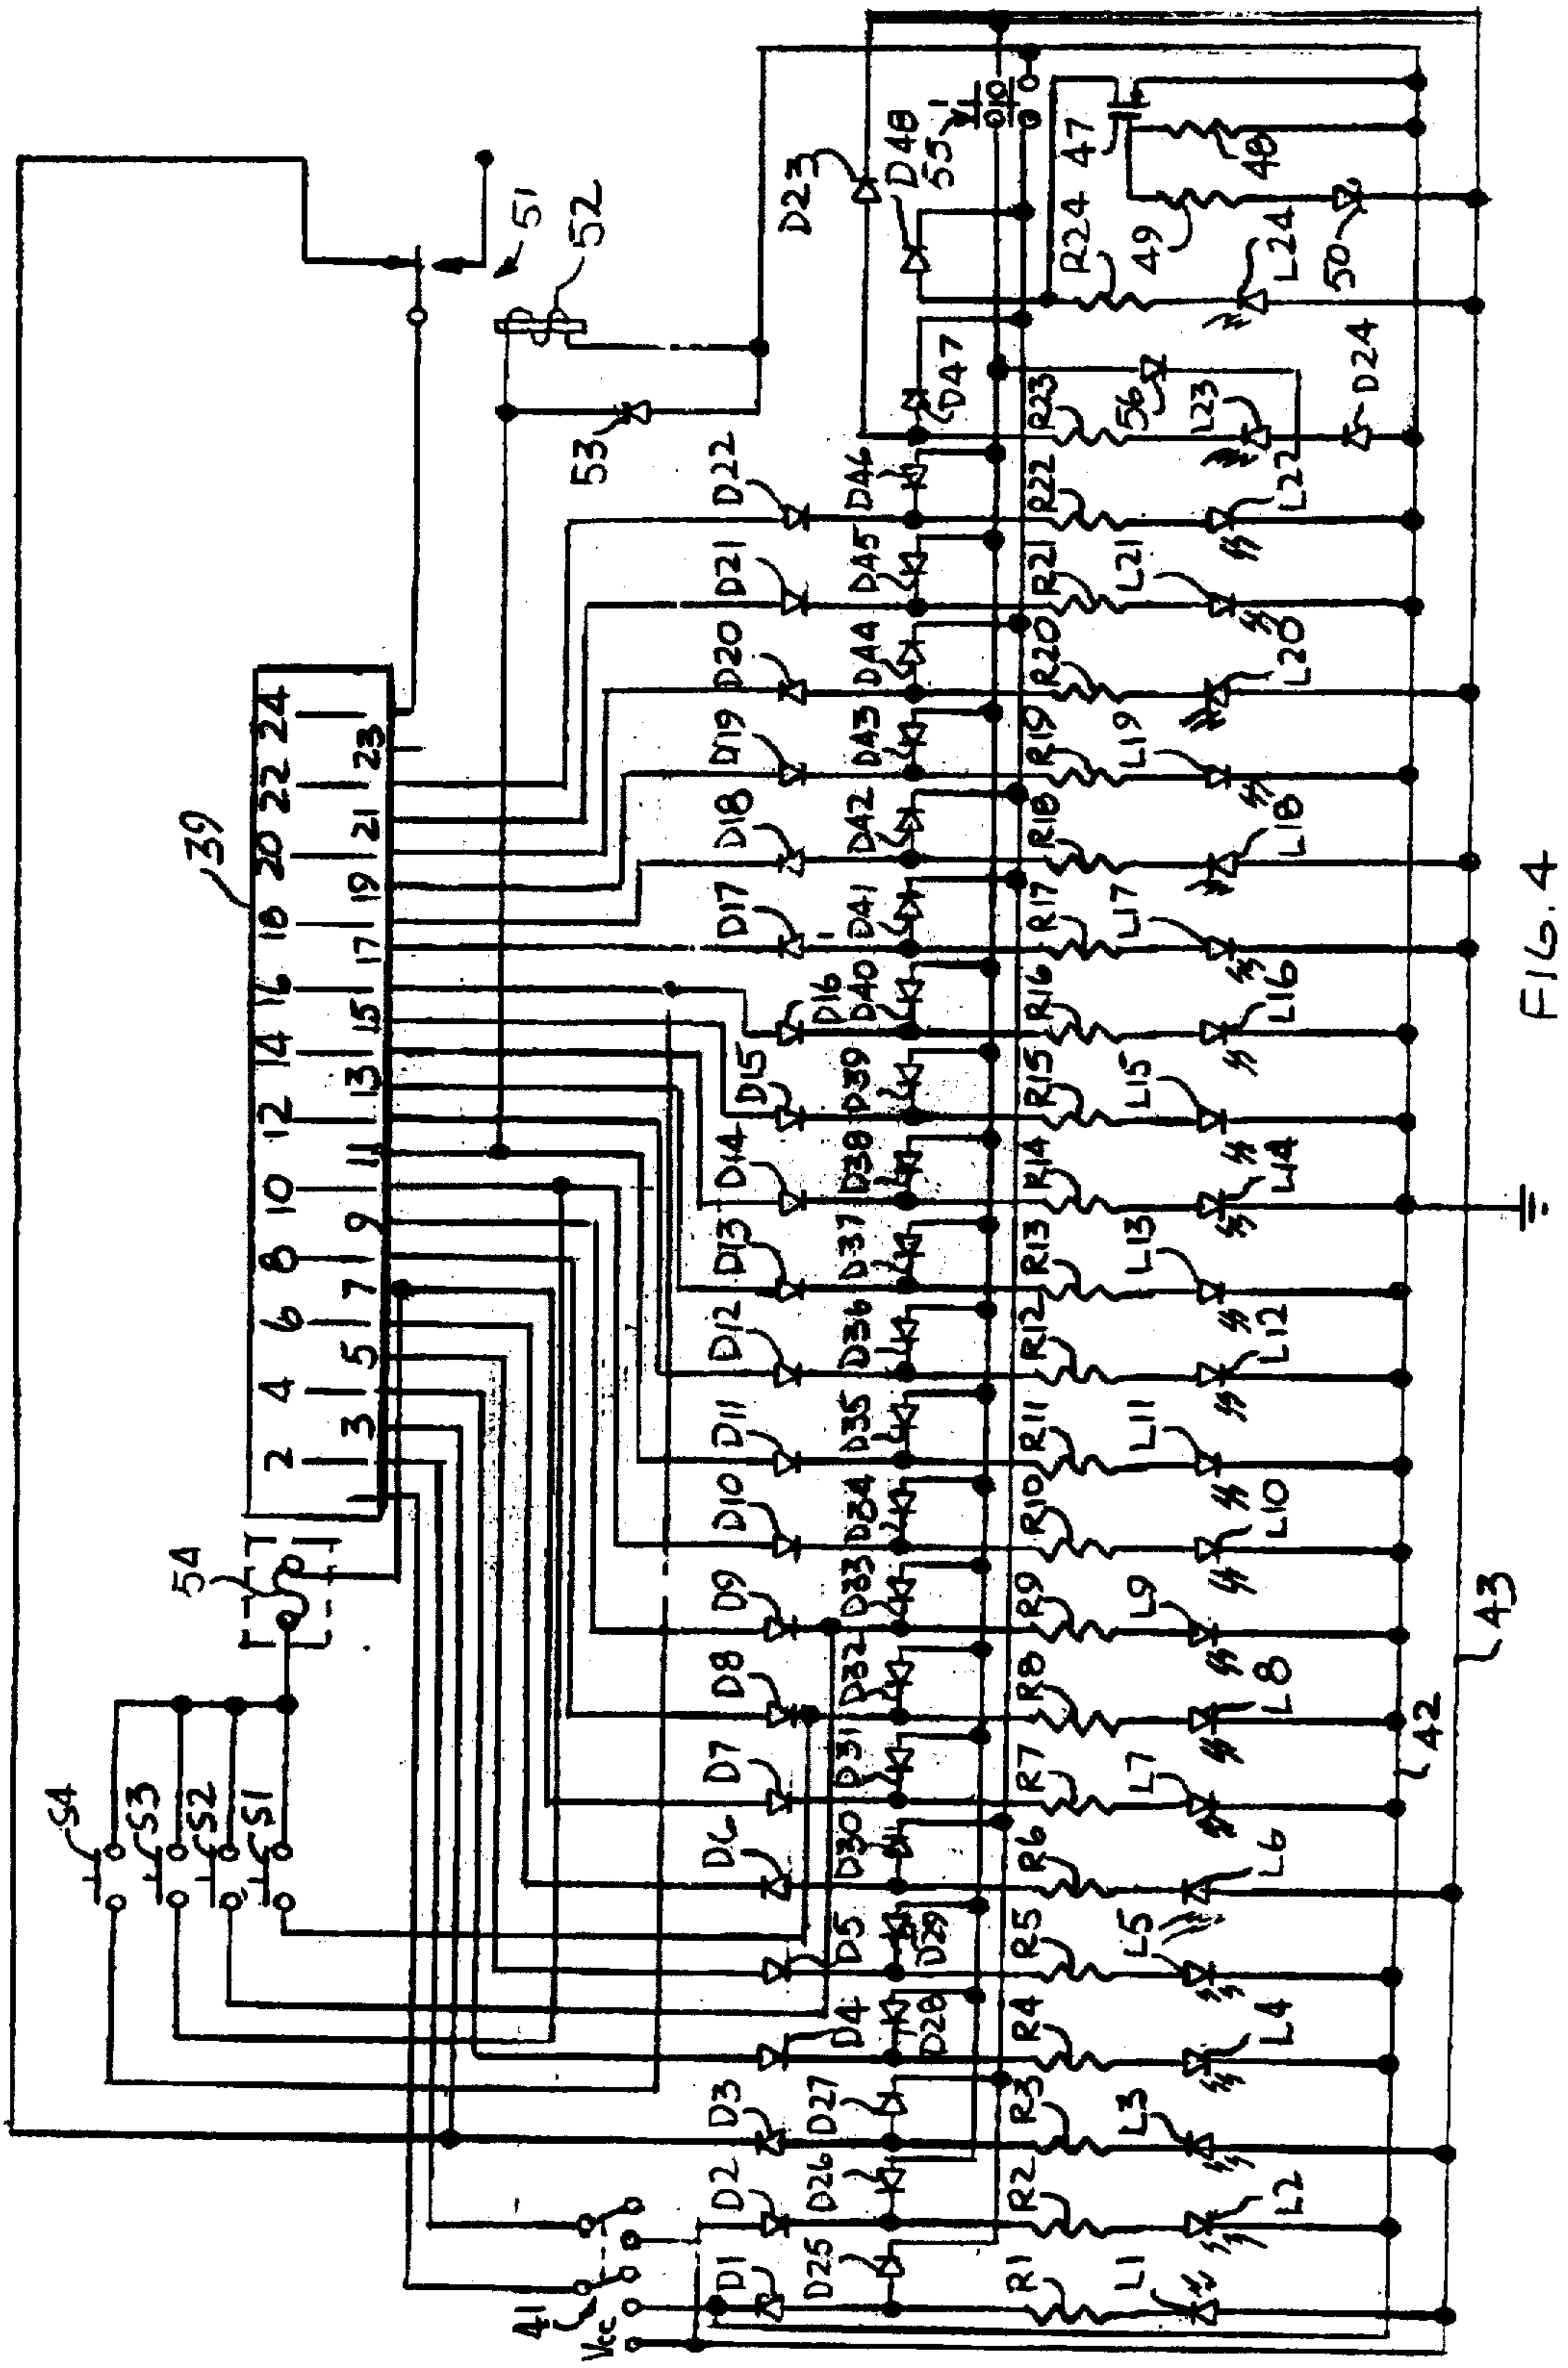 39
2 4 6 8 10 12 14 16 18 20 22 24
1 3 5 7 9 11 13 15 17 19 21 23
54
S4
S3
S2
S1
51
52
53
41
Vcc
D1 D2 D3 D4 D5 D6 D7 D8 D9 D10 D11 D12 D13 D14 D15 D16 D17 D18 D19 D20 D21 D22 D23
D25 D26 D27 D28 D29 D30 D31 D32 D33 D34 D35 D36 D37 D38 D39 D40 D41 D42 D43 D44 D45 D46 D47 D48
55
R1 R2 R3 R4 R5 R6 R7 R8 R9 R10 R11 R12 R13 R14 R15 R16 R17 R18 R19 R20 R21 R22 R23 R24
47
48
49
56
L1 L2 L3 L4 L5 L6 L7 L8 L9 L10 L11 L12 L13 L14 L15 L16 L17 L18 L19 L20 L21 L22 L23 L24
50
D24
42
43
FIG. 4